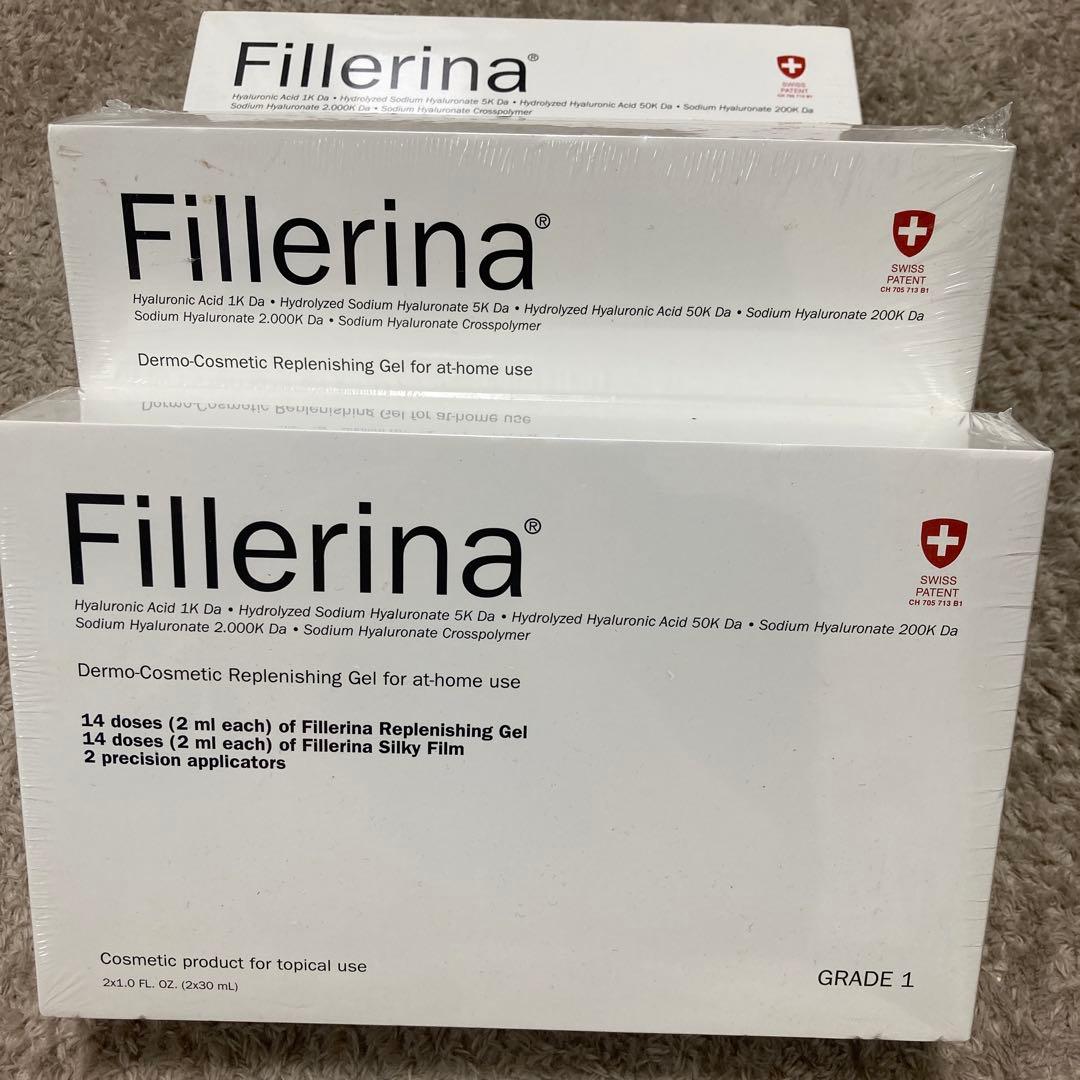 Fillerina®
SWISS
PATENT
CH 705 713 B1
Hyaluronic Acid 1K Da • Hydrolyzed Sodium Hyaluronate 5K Da • Hydrolyzed Hyaluronic Acid 50K Da • Sodium Hyaluronate 200K Da
Sodium Hyaluronate 2.000K Da • Sodium Hyaluronate Crosspolymer
Fillerina®
SWISS
PATENT
CH 705 713 B1
Hyaluronic Acid 1K Da • Hydrolyzed Sodium Hyaluronate 5K Da • Hydrolyzed Hyaluronic Acid 50K Da • Sodium Hyaluronate 200K Da
Sodium Hyaluronate 2.000K Da • Sodium Hyaluronate Crosspolymer
Dermo-Cosmetic Replenishing Gel for at-home use
Fillerina®
SWISS
PATENT
CH 705 713 B1
Hyaluronic Acid 1K Da • Hydrolyzed Sodium Hyaluronate 5K Da • Hydrolyzed Hyaluronic Acid 50K Da • Sodium Hyaluronate 200K Da
Sodium Hyaluronate 2.000K Da • Sodium Hyaluronate Crosspolymer
Dermo-Cosmetic Replenishing Gel for at-home use
14 doses (2 ml each) of Fillerina Replenishing Gel
14 doses (2 ml each) of Fillerina Silky Film
2 precision applicators
Cosmetic product for topical use
2x1.0 FL. OZ. (2x30 mL)
GRADE 1